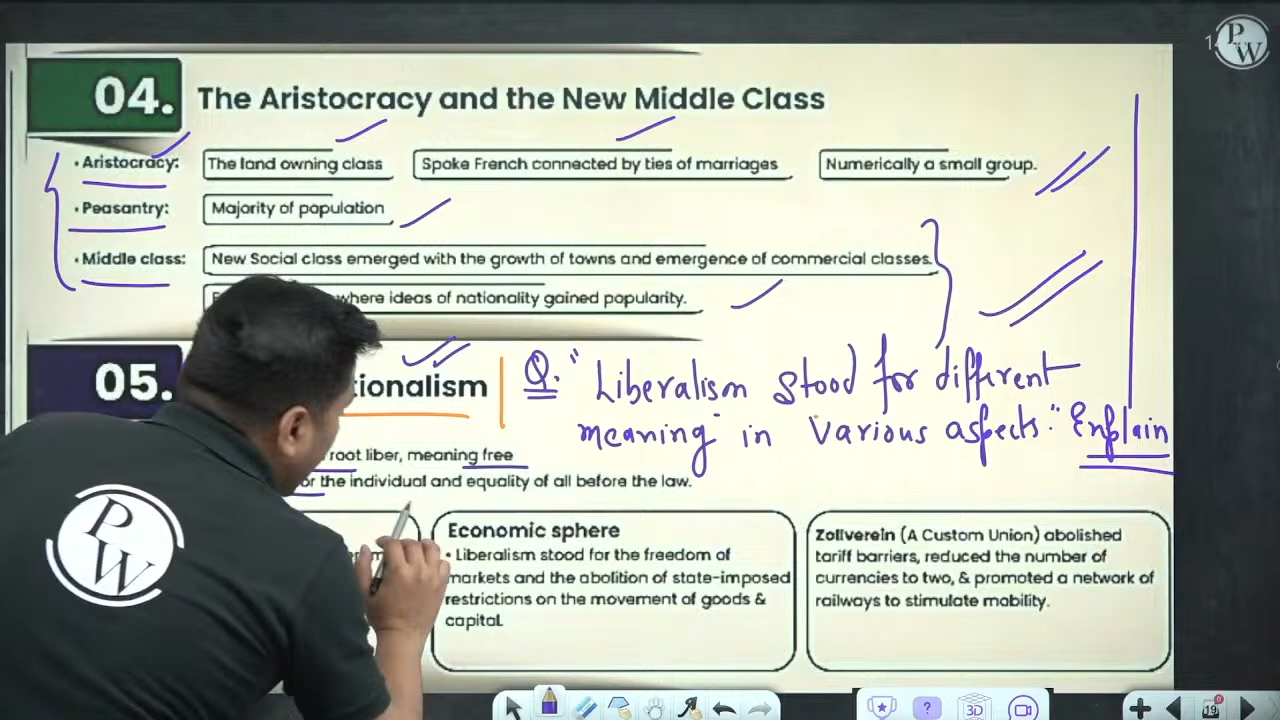 PW
04. The Aristocracy and the New Middle Class
• Aristocracy: The land owning class Spoke French connected by ties of marriages Numerically a small group.
• Peasantry: Majority of population
• Middle class: New Social class emerged with the growth of towns and emergence of commercial classes.
where ideas of nationality gained popularity.
05.
Q. "Liberalism stood for different
meaning in various aspects." Explain
root liber, meaning free
the individual and equality of all before the law.
Economic sphere
• Liberalism stood for the freedom of
markets and the abolition of state-imposed
restrictions on the movement of goods &
capital.
Zollverein (A Custom Union) abolished
tariff barriers, reduced the number of
currencies to two, & promoted a network of
railways to stimulate mobility.
PW
3D
19